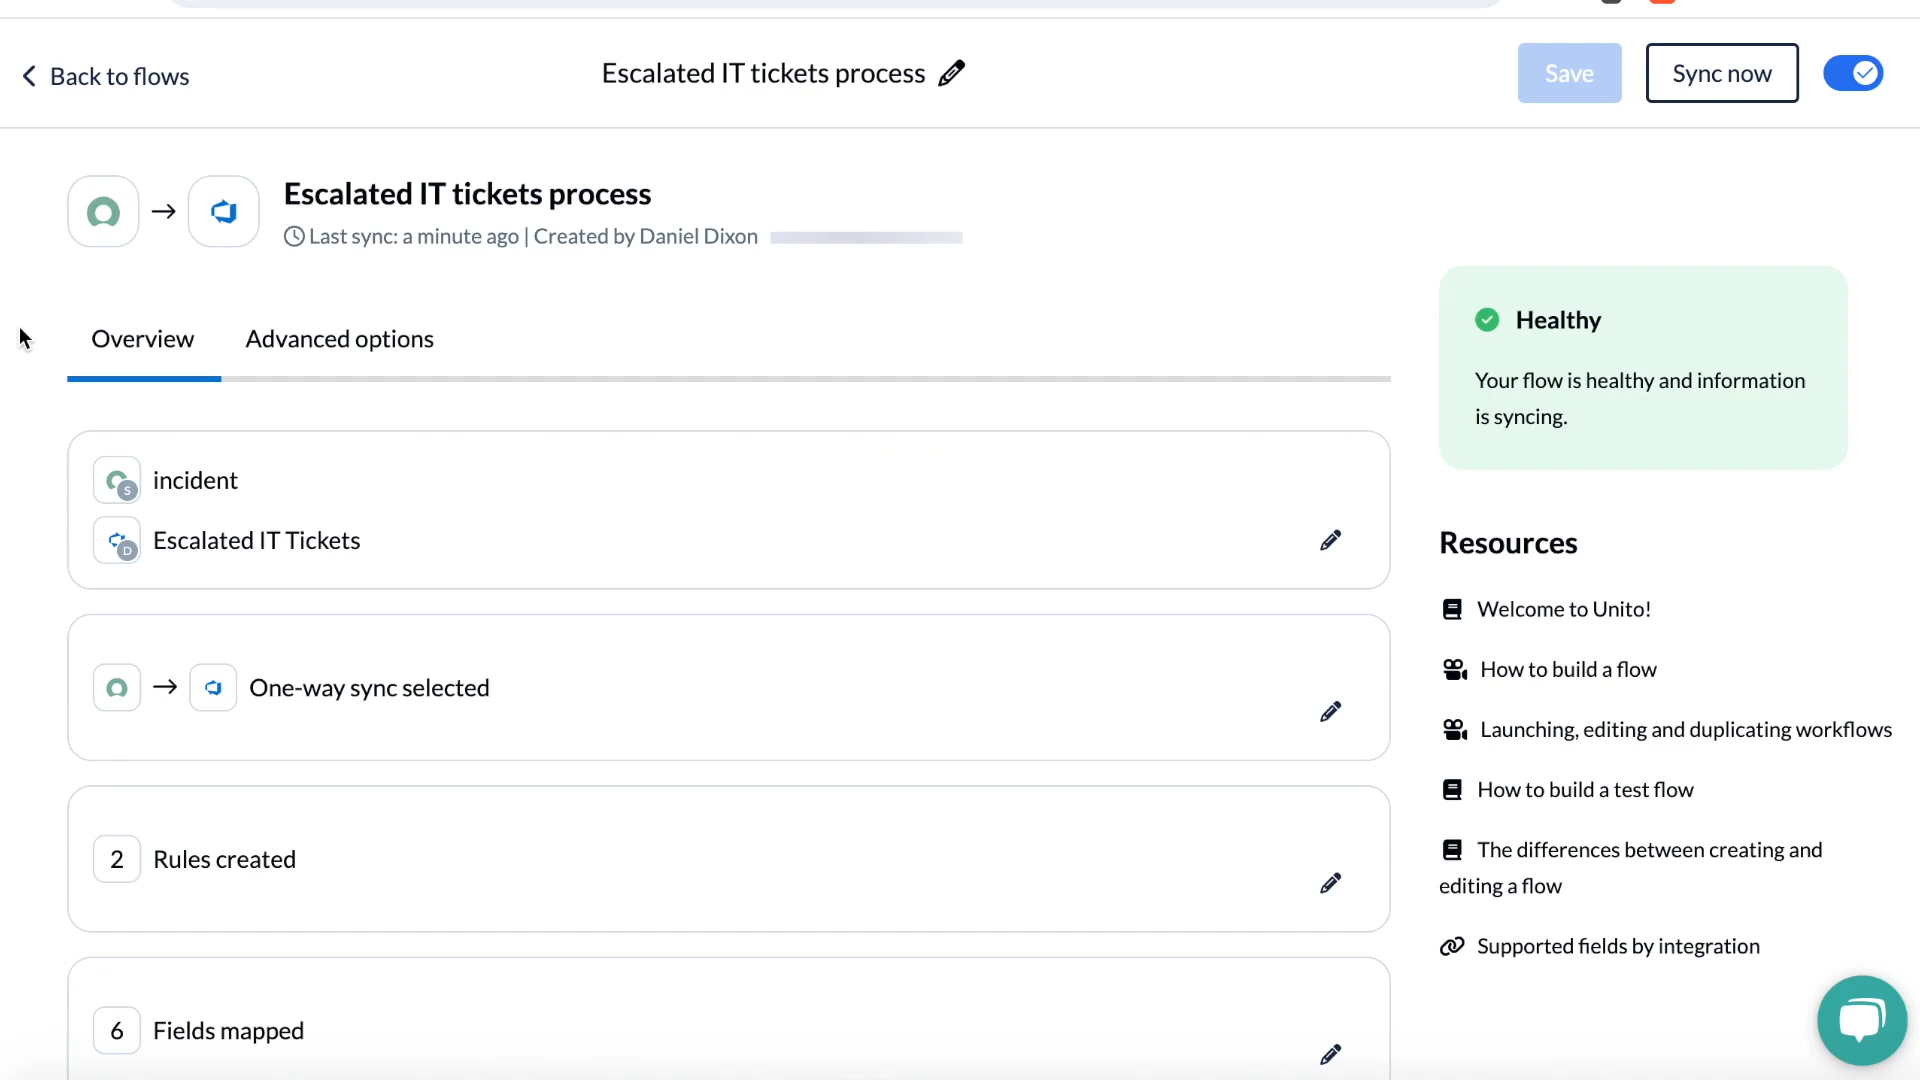 Back to flows
Escalated IT tickets process
Save
Sync now
Escalated IT tickets process
Last sync: a minute ago | Created by Daniel Dixon
Overview
Advanced options
Healthy
Your flow is healthy and information
is syncing.
S
incident
D
Escalated IT Tickets
One-way sync selected
2
Rules created
6
Fields mapped
Resources
Welcome to Unito!
How to build a flow
Launching, editing and duplicating workflows
How to build a test flow
The differences between creating and
editing a flow
Supported fields by integration